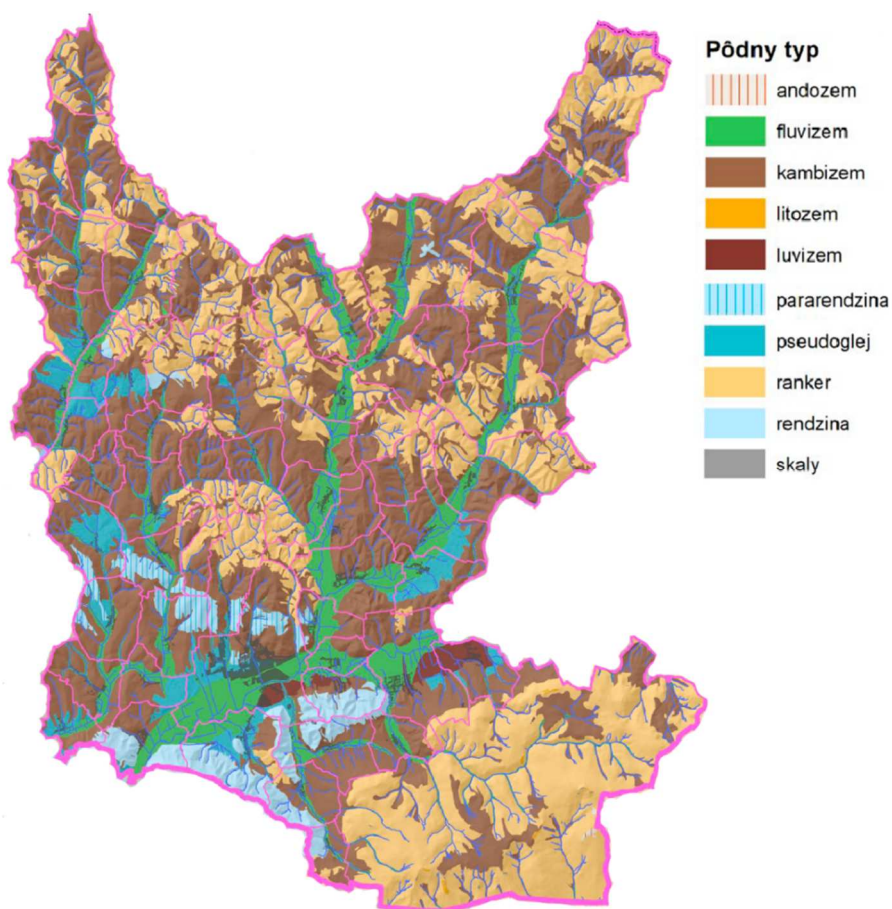 Pôdny typ
andozem
fluvizem
kambizem
litozem
luvizem
pararendzina
pseudoglej
ranker
rendzina
skaly